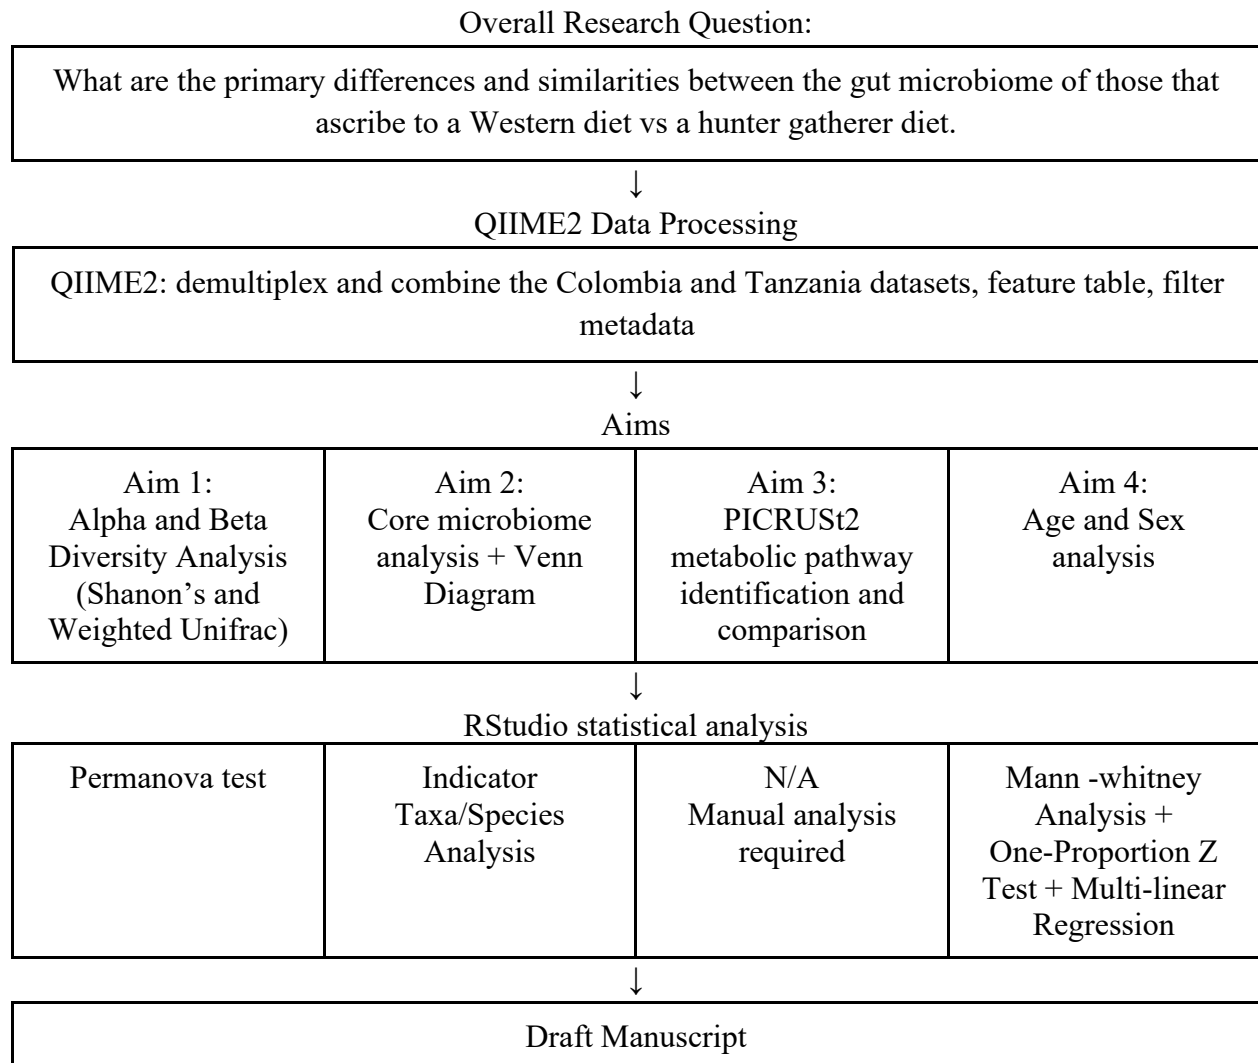 Overall Research Question:
What are the primary differences and similarities between the gut microbiome of those that
ascribe to a Western diet vs a hunter gatherer diet.
↓
QIIME2 Data Processing
QIIME2: demultiplex and combine the Colombia and Tanzania datasets, feature table, filter
metadata
↓
Aims
Aim 1:
Alpha and Beta
Diversity Analysis
(Shanon's and
Weighted Unifrac)
Aim 2:
Core microbiome
analysis + Venn
Diagram
Aim 3:
PICRUSt2
metabolic pathway
identification and
comparison
Aim 4:
Age and Sex
analysis
↓
RStudio statistical analysis
Permanova test
Indicator
Taxa/Species
Analysis
N/A
Manual analysis
required
Mann -whitney
Analysis +
One-Proportion Z
Test + Multi-linear
Regression
↓
Draft Manuscript